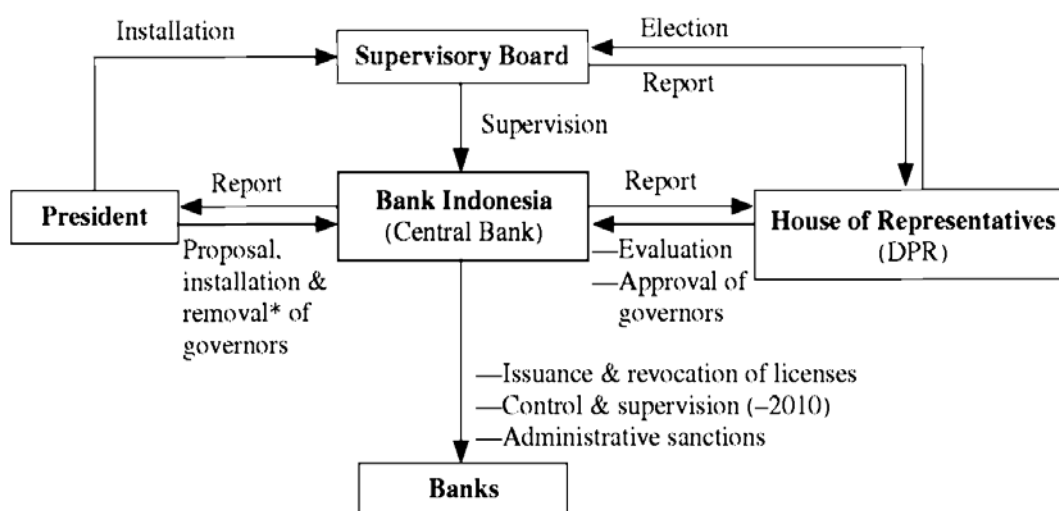 Installation
Election
Supervisory Board
Report
Supervision
Report
Bank Indonesia
(Central Bank)
Report
President
House of Representatives
(DPR)
Proposal,
installation &
removal* of
governors
—Evaluation
—Approval of
governors
—Issuance & revocation of licenses
—Control & supervision (–2010)
—Administrative sanctions
Banks